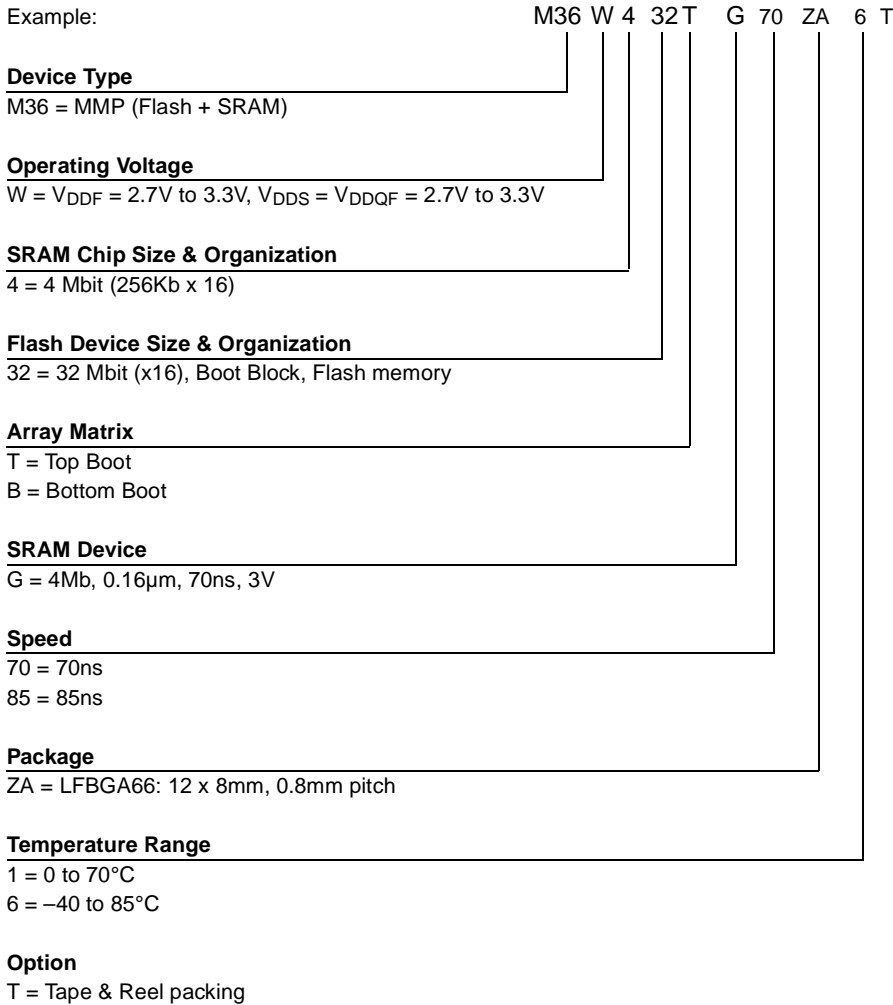 Example: M36 W 4 32 T G 70 ZA 6 T
Device Type
M36 = MMP (Flash + SRAM)
Operating Voltage
W = VDDF = 2.7V to 3.3V, VDDS = VDDQF = 2.7V to 3.3V
SRAM Chip Size & Organization
4 = 4 Mbit (256Kb x 16)
Flash Device Size & Organization
32 = 32 Mbit (x16), Boot Block, Flash memory
Array Matrix
T = Top Boot
B = Bottom Boot
SRAM Device
G = 4Mb, 0.16µm, 70ns, 3V
Speed
70 = 70ns
85 = 85ns
Package
ZA = LFBGA66: 12 x 8mm, 0.8mm pitch
Temperature Range
1 = 0 to 70°C
6 = –40 to 85°C
Option
T = Tape & Reel packing